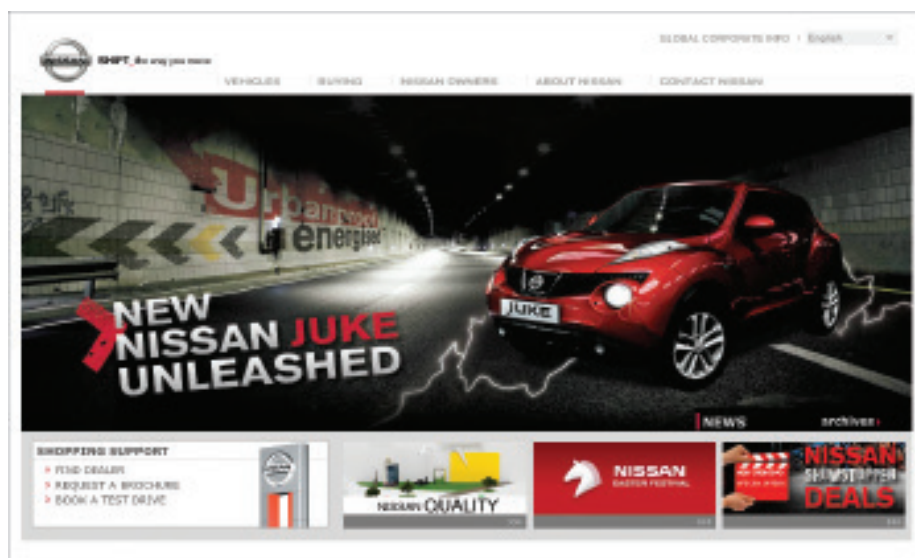 GLOBAL CORPORATE INFO | English
NISSAN
SHIFT_the way you move
VEHICLES
BUYING
NISSAN OWNERS
ABOUT NISSAN
CONTACT NISSAN
Urbanproof
energised
NEW
NISSAN JUKE
UNLEASHED
JUKE
NEWS
archives
SHOPPING SUPPORT
FIND DEALER
REQUEST A BROCHURE
BOOK A TEST DRIVE
NISSAN QUALITY
NISSAN
EASTER FESTIVAL
NISSAN
SHOWSTOPPER
DEALS